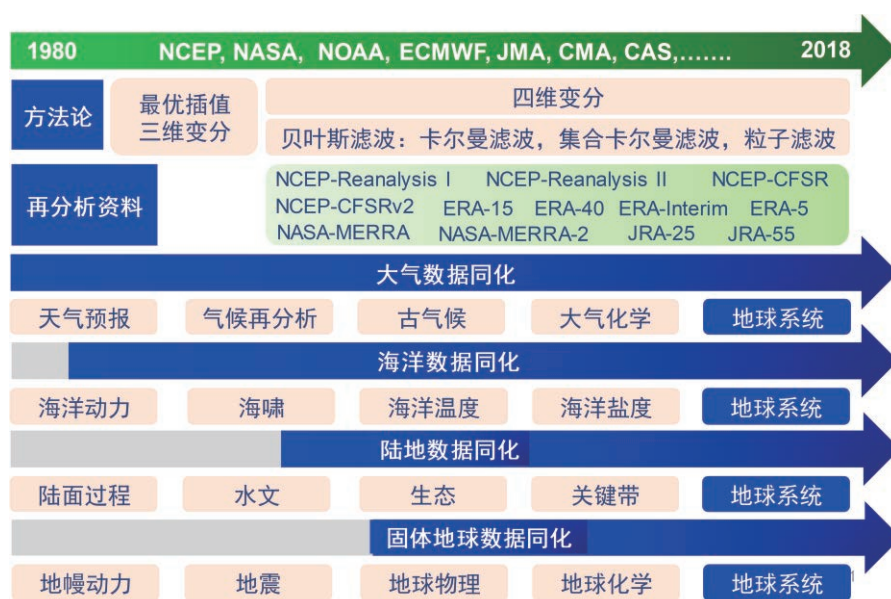 1980 NCEP, NASA, NOAA, ECMWF, JMA, CMA, CAS,……. 2018
方法论
最优插值
三维变分
四维变分
贝叶斯滤波：卡尔曼滤波，集合卡尔曼滤波，粒子滤波
再分析资料
NCEP-Reanalysis I NCEP-Reanalysis II NCEP-CFSR
NCEP-CFSRv2 ERA-15 ERA-40 ERA-Interim ERA-5
NASA-MERRA NASA-MERRA-2 JRA-25 JRA-55
大气数据同化
天气预报 气候再分析 古气候 大气化学 地球系统
海洋数据同化
海洋动力 海啸 海洋温度 海洋盐度 地球系统
陆地数据同化
陆面过程 水文 生态 关键带 地球系统
固体地球数据同化
地幔动力 地震 地球物理 地球化学 地球系统